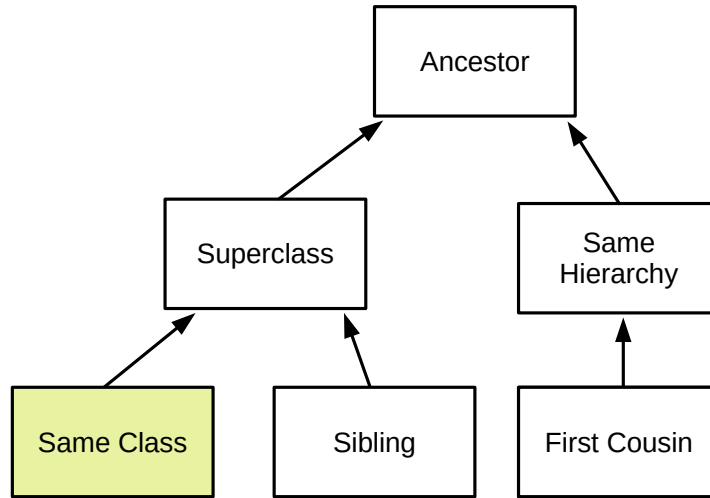 Ancestor
Superclass
Same
Hierarchy
Same Class
Sibling
First Cousin